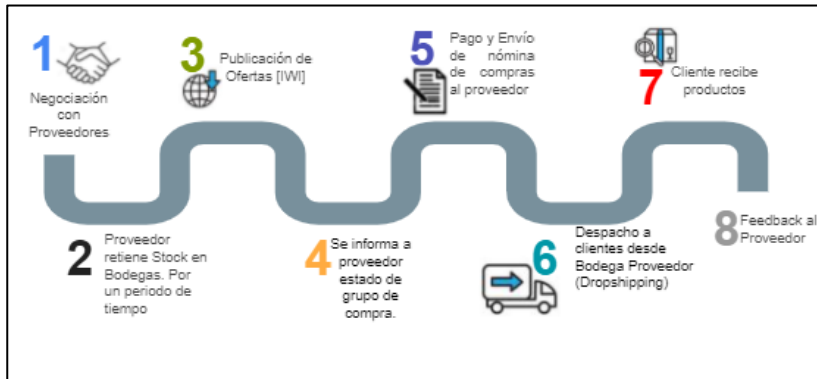 1
Negociación
con
Proveedores
2
Proveedor
retiene Stock en
Bodegas. Por
un periodo de
tiempo
3
Publicación de
Ofertas [IWI]
4
Se informa a
proveedor
estado de
grupo de
compra.
5
Pago y Envío
de nómina
de compras
al proveedor
6
Despacho a
clientes desde
Bodega Proveedor
(Dropshipping)
7
Cliente recibe
productos
8
Feedback al
Proveedor